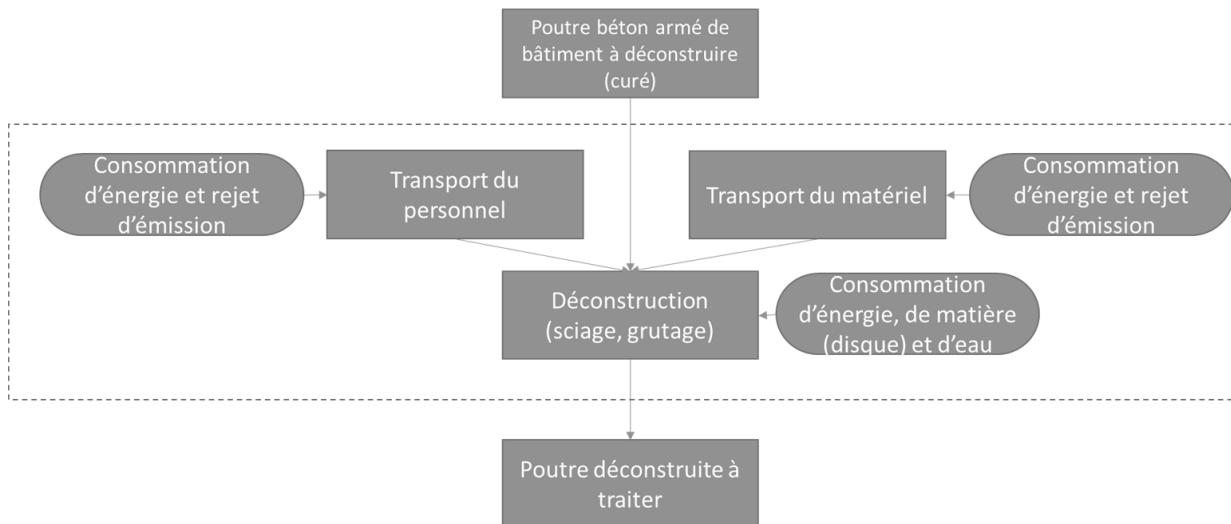 Poutre béton armé de
bâtiment à déconstruire
(curé)
Consommation
d’énergie et rejet
d’émission
Transport du
personnel
Transport du matériel
Consommation
d’énergie et rejet
d’émission
Déconstruction
(sciage, grutage)
Consommation
d’énergie, de matière
(disque) et d’eau
Poutre déconstruite à
traiter